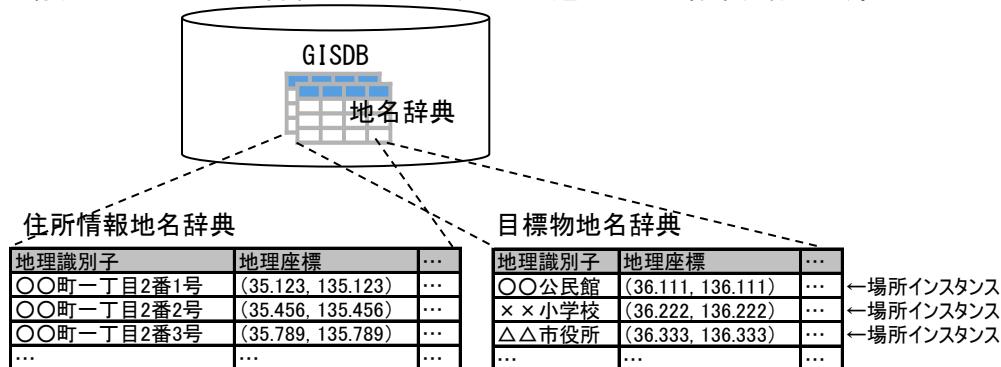 GISDB
地名辞典
住所情報地名辞典
目標物地名辞典
地理識別子 地理座標 …
〇〇町一丁目2番1号 (35.123, 135.123) …
〇〇町一丁目2番2号 (35.456, 135.456) …
〇〇町一丁目2番3号 (35.789, 135.789) …
… … …
地理識別子 地理座標 …
〇〇公民館 (36.111, 136.111) … ←場所インスタンス
××小学校 (36.222, 136.222) … ←場所インスタンス
△△市役所 (36.333, 136.333) … ←場所インスタンス
… … …